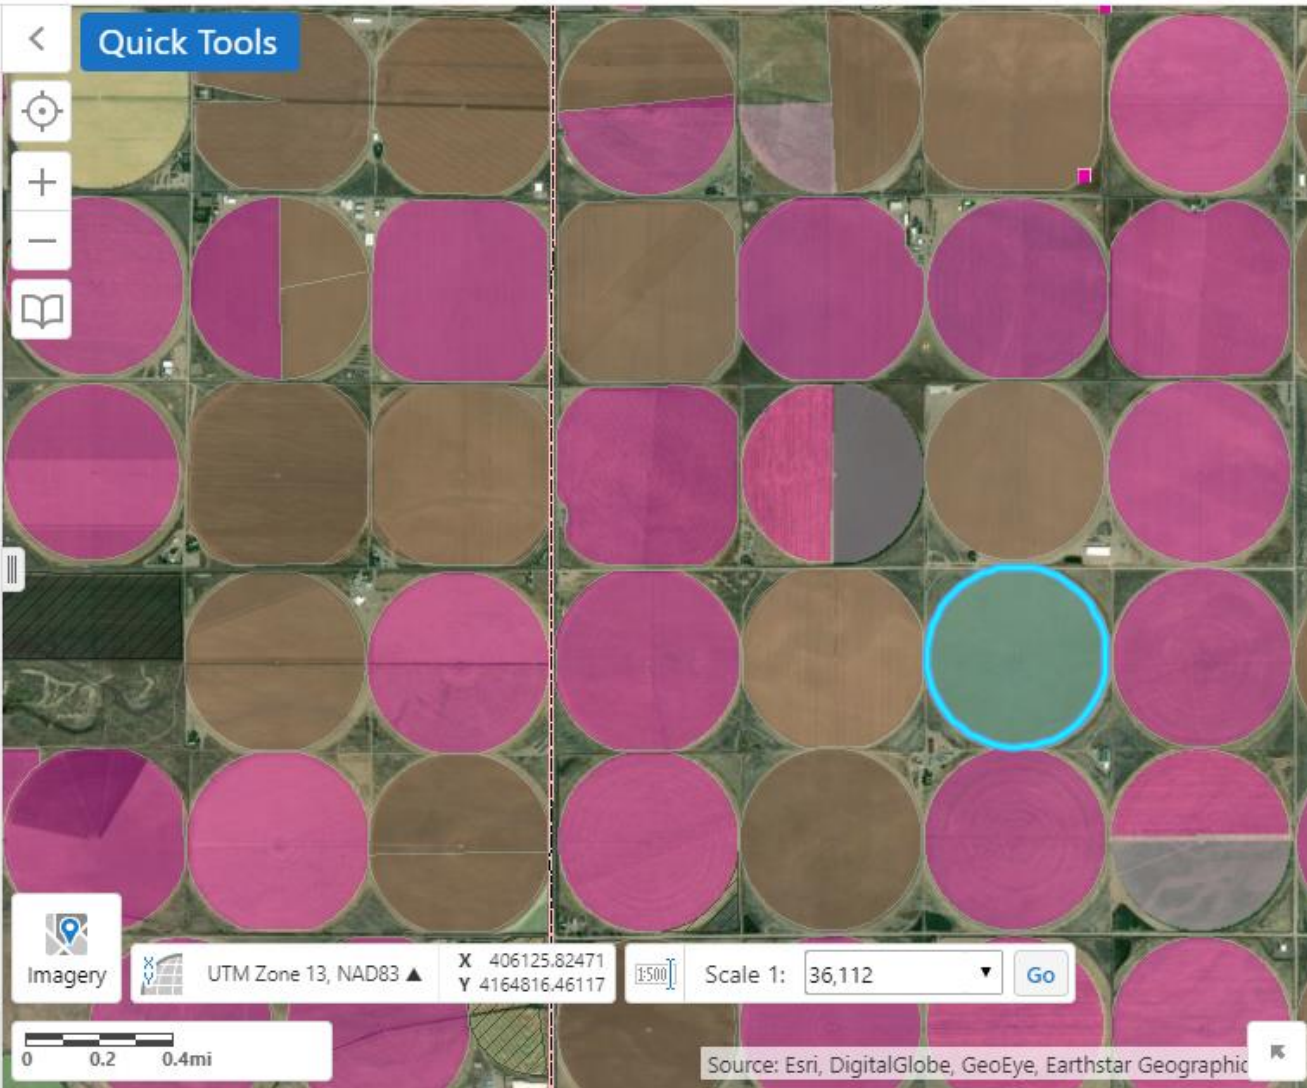 Quick Tools
Imagery
X
Y
UTM Zone 13, NAD83 ▲
X 406125.82471
Y 4164816.46117
1:500
Scale 1:
36,112
Go
0 0.2 0.4mi
Source: Esri, DigitalGlobe, GeoEye, Earthstar Geographic